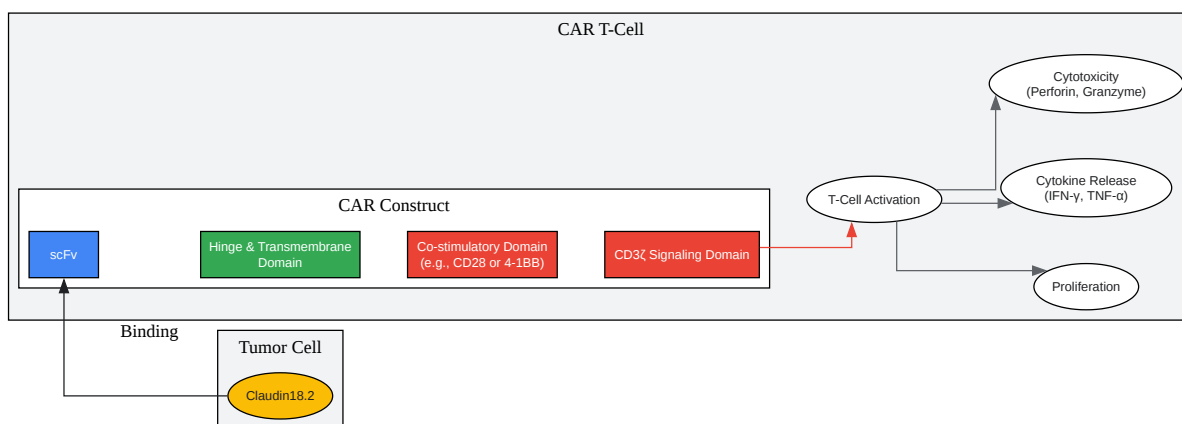 CAR T-Cell
Cytotoxicity
(Perforin, Granzyme)
T-Cell Activation
Cytokine Release
(IFN-γ, TNF-α)
CAR Construct
scFv
Hinge & Transmembrane
Domain
Co-stimulatory Domain
(e.g., CD28 or 4-1BB)
CD3ζ Signaling Domain
Proliferation
Binding
Tumor Cell
Claudin18.2